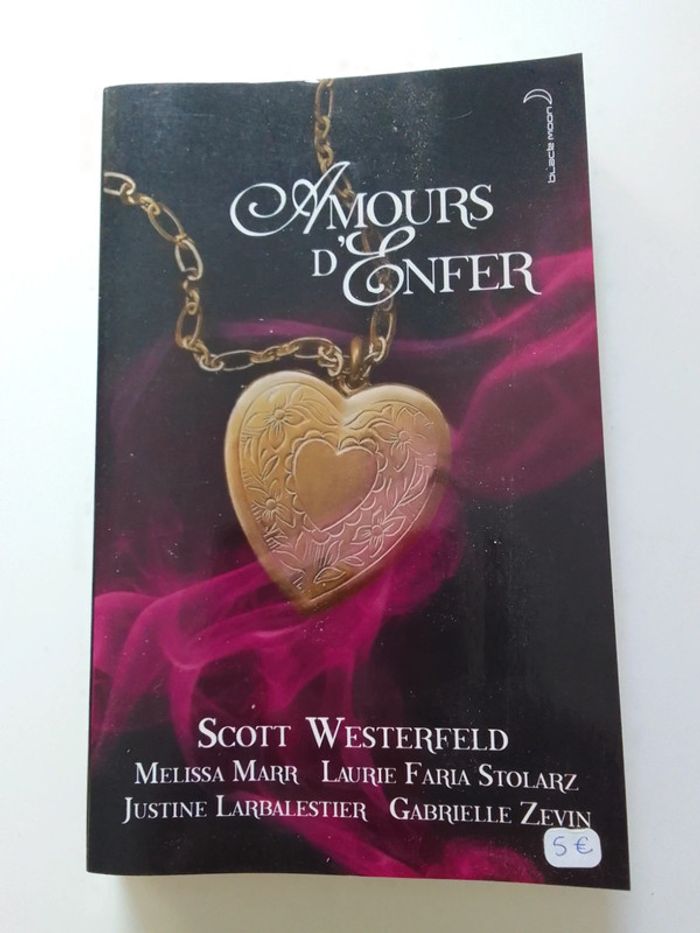 BLACK MOON
AMOURS
D'ENFER
SCOTT WESTERFELD
MELISSA MARR LAURIE FARIA STOLARZ
JUSTINE LARBALESTIER GABRIELLE ZEVIN
5 €